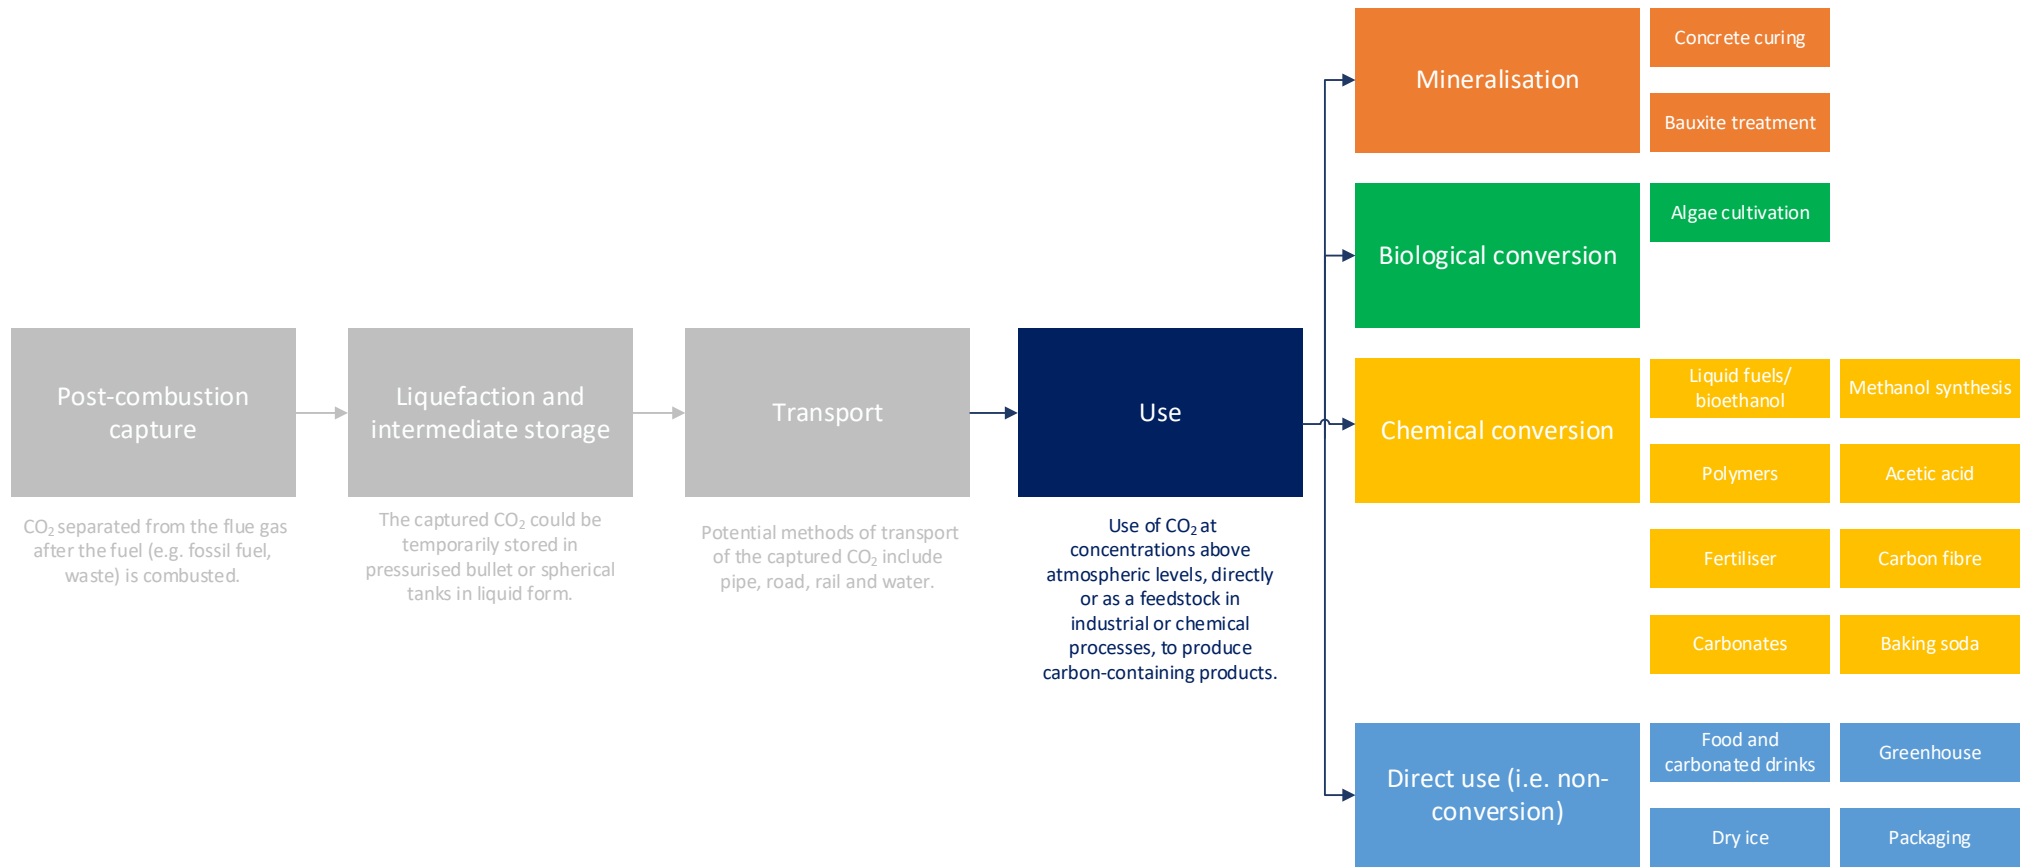 Post-combustion
capture
CO₂ separated from the flue gas
after the fuel (e.g. fossil fuel,
waste) is combusted.
Liquefaction and
intermediate storage
The captured CO₂ could be
temporarily stored in
pressurised bullet or spherical
tanks in liquid form.
Transport
Potential methods of transport
of the captured CO₂ include
pipe, road, rail and water.
Use
Use of CO₂ at
concentrations above
atmospheric levels, directly
or as a feedstock in
industrial or chemical
processes, to produce
carbon-containing products.
Mineralisation
Concrete curing
Bauxite treatment
Biological conversion
Algae cultivation
Chemical conversion
Liquid fuels/
bioethanol
Methanol synthesis
Polymers
Acetic acid
Fertiliser
Carbon fibre
Carbonates
Baking soda
Direct use (i.e. non-
conversion)
Food and
carbonated drinks
Greenhouse
Dry ice
Packaging